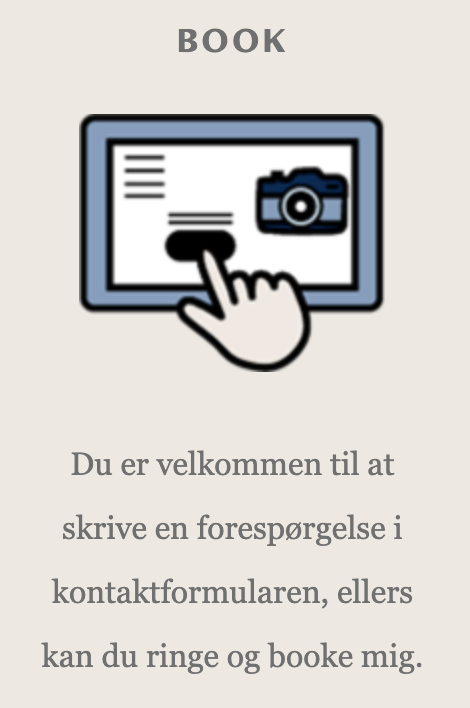 BOOK
Du er velkommen til at
skrive en forespørgelse i
kontaktformularen, ellers
kan du ringe og booke mig.